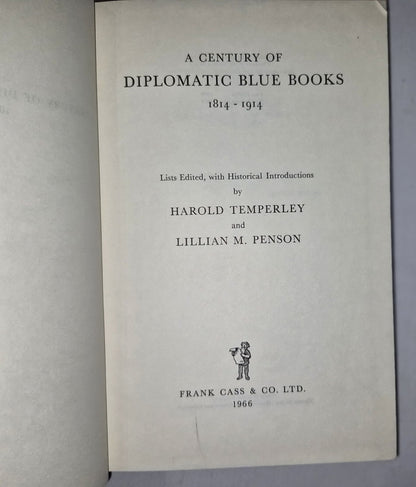 A CENTURY OF
DIPLOMATIC BLUE BOOKS
1814 - 1914
Lists Edited, with Historical Introductions
by
HAROLD TEMPERLEY
and
LILLIAN M. PENSON
FRANK CASS & CO. LTD.
1966